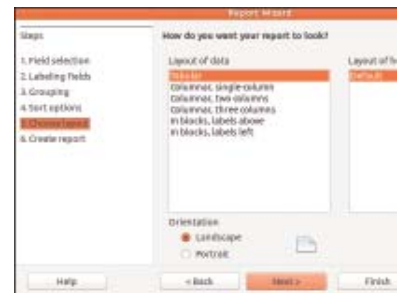 Report Wizard
Steps
1. Field selection
2. Labeling fields
3. Grouping
4. Sort options
5. Choose layout
6. Create report
How do you want your report to look?
Layout of data
Tabular
Columnar, single-column
Columnar, two columns
Columnar, three columns
In blocks, labels above
In blocks, labels left
Layout of he
Default
Orientation
Landscape
Portrait
Help
< Back
Next >
Finish